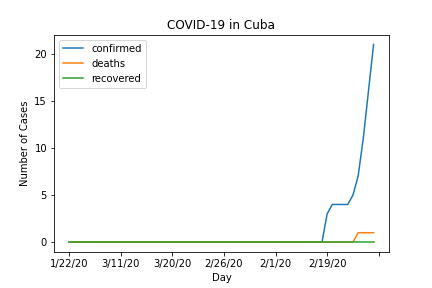 COVID-19 in Cuba
confirmed
deaths
recovered
Number of Cases
20
15
10
5
0
1/22/20 3/11/20 3/20/20 2/26/20 2/1/20 2/19/20
Day